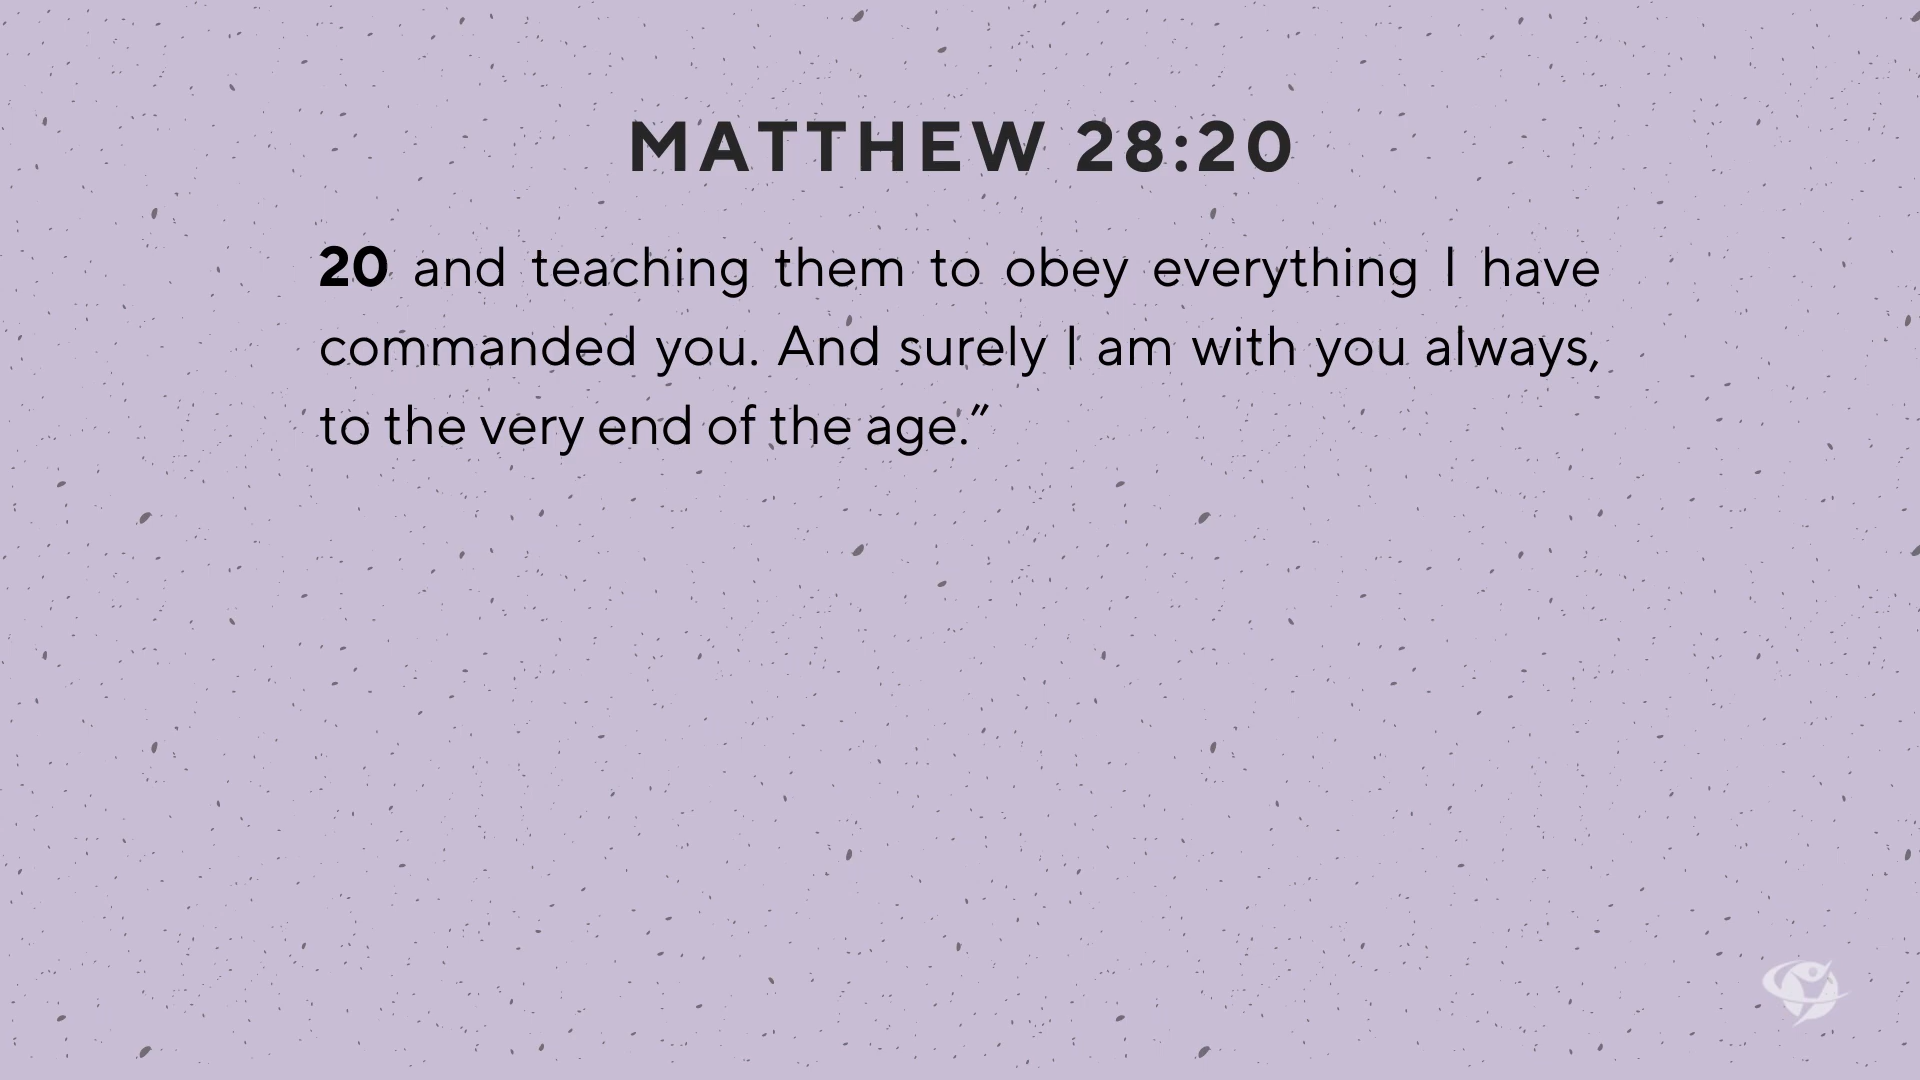 MATTHEW 28:20
20 and teaching them to obey everything I have
commanded you. And surely I am with you always,
to the very end of the age.”